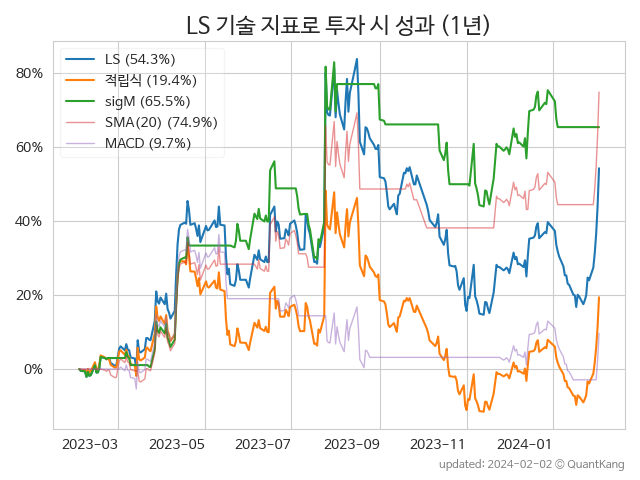 LS 기술 지표로 투자 시 성과 (1년)
LS (54.3%)
적립식 (19.4%)
sigM (65.5%)
SMA(20) (74.9%)
MACD (9.7%)
80%
60%
40%
20%
0%
2023-03 2023-05 2023-07 2023-09 2023-11 2024-01
updated: 2024-02-02 © QuantKang